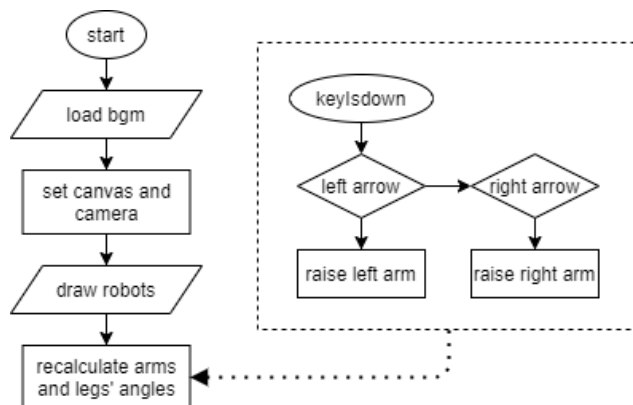 start
load bgm
set canvas and
camera
draw robots
recalculate arms
and legs' angles
keyIsdown
left arrow
right arrow
raise left arm
raise right arm